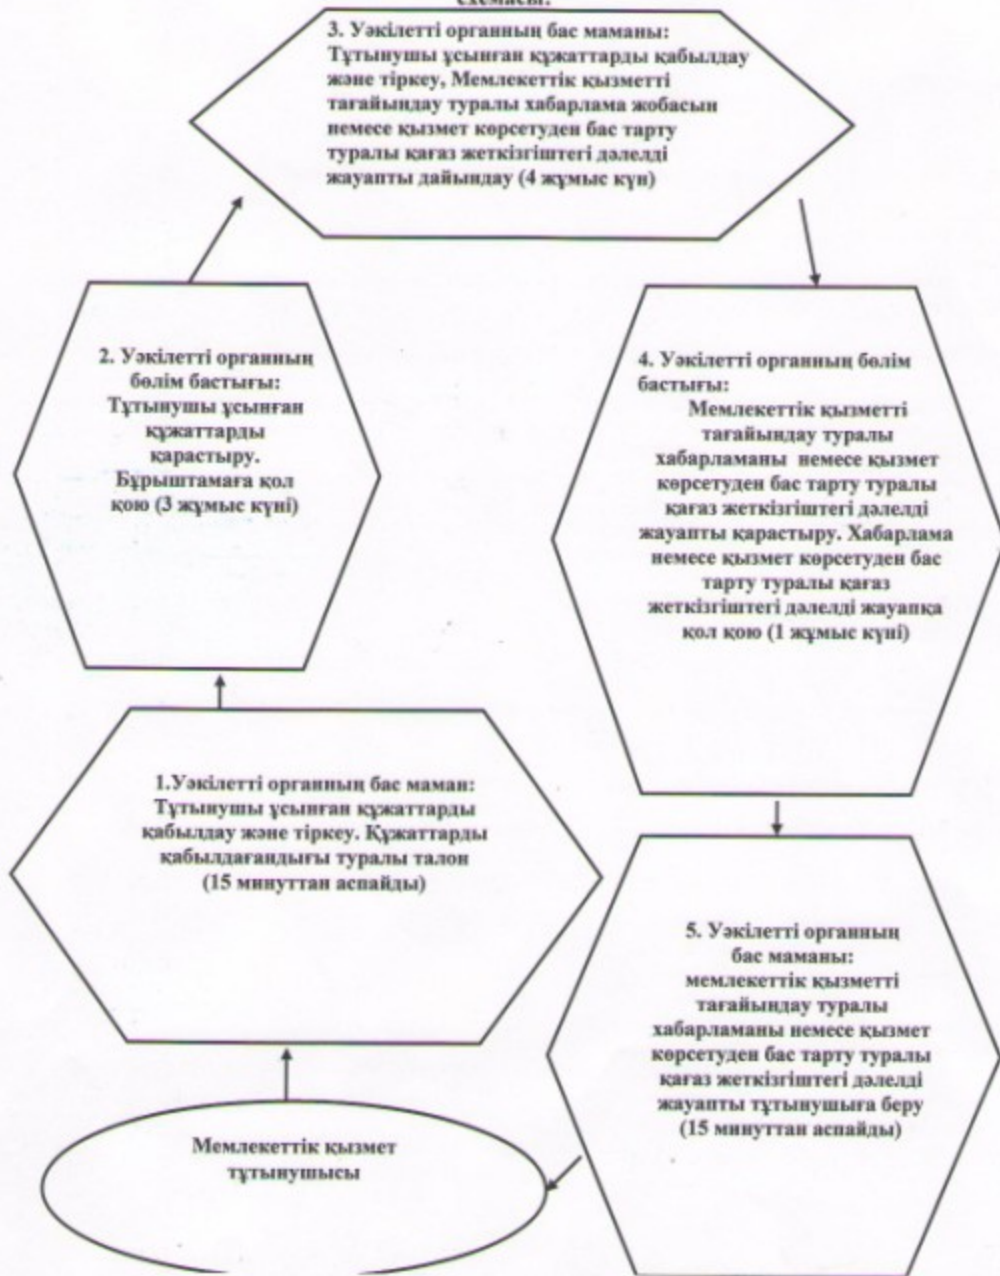 схемасы:
3. Уәкілетті органның бас маманы:
Тұтынушы ұсынған құжаттарды қабылдау
және тіркеу, Мемлекеттік қызметті
тағайындау туралы хабарлама жобасын
немесе қызмет көрсетуден бас тарту
туралы қағаз жеткізгіштегі дәлелді
жауапты дайындау (4 жұмыс күн)
2. Уәкілетті органның
бөлім бастығы:
Тұтынушы ұсынған
құжаттарды
қарастыру.
Бұрыштамаға қол
қою (3 жұмыс күні)
4. Уәкілетті органның бөлім
бастығы:
Мемлекеттік қызметті
тағайындау туралы
хабарламаны немесе қызмет
көрсетуден бас тарту туралы
қағаз жеткізгіштегі дәлелді
жауапты қарастыру. Хабарлама
немесе қызмет көрсетуден бас
тарту туралы қағаз
жеткізгіштегі дәлелді жауапқа
қол қою (1 жұмыс күні)
1.Уәкілетті органның бас маман:
Тұтынушы ұсынған құжаттарды
қабылдау және тіркеу. Құжаттарды
қабылдағандығы туралы талон
(15 минуттан аспайды)
5. Уәкілетті органның
бас маманы:
мемлекеттік қызметті
тағайындау туралы
хабарламаны немесе қызмет
көрсетуден бас тарту туралы
қағаз жеткізгіштегі дәлелді
жауапты тұтынушыға беру
(15 минуттан аспайды)
Мемлекеттік қызмет
тұтынушысы